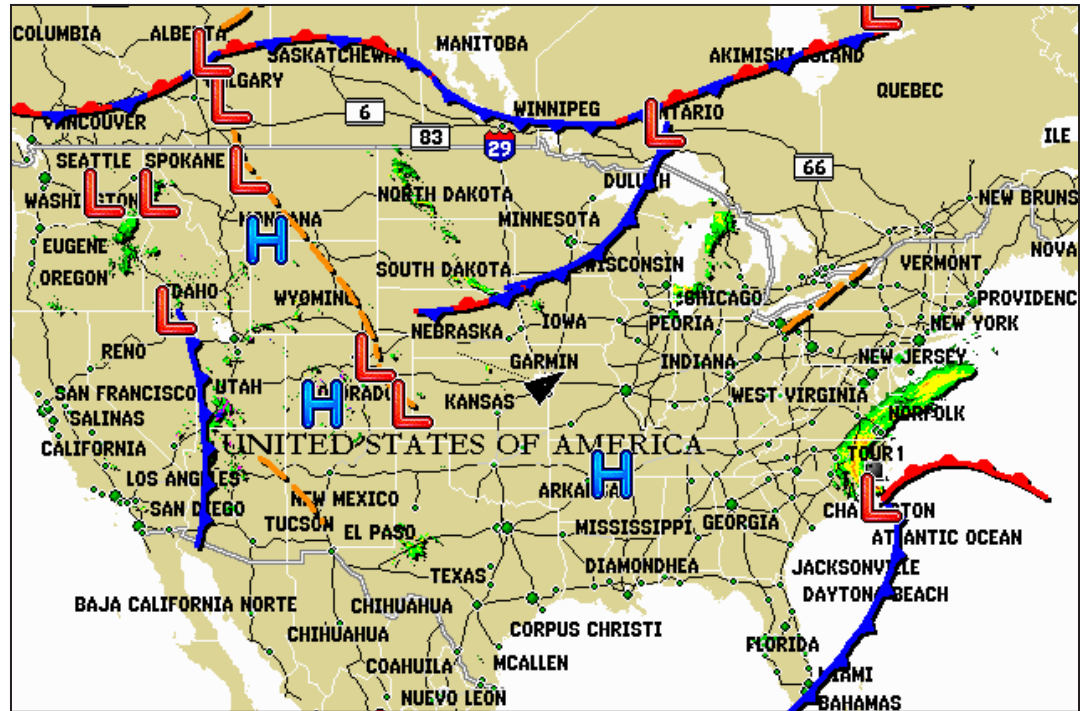 COLUMBIA
ALBERTA
MANITOBA
SASKATCHEWAN
AKIMISKI ISLAND
CALGARY
QUEBEC
6
WINNIPEG
ONTARIO
VANCOUVER
83
29
ILE
SEATTLE
SPOKANE
66
DULUTH
WASHINGTON
NORTH DAKOTA
NEW BRUNS
MONTANA
MINNESOTA
H
EUGENE
NOVA
VERMONT
OREGON
SOUTH DAKOTA
WISCONSIN
IDAHO
WYOMING
CHICAGO
PROVIDENC
IOWA
PEORIA
NEW YORK
NEBRASKA
RENO
GARMIN
INDIANA
NEW JERSEY
UTAH
SAN FRANCISCO
COLORADO
H
KANSAS
WEST VIRGINIA
SALINAS
NORFOLK
CALIFORNIA
UNITED STATES OF AMERICA
TOUR1
LOS ANGELES
H
ARKANSAS
NEW MEXICO
SAN DIEGO
CHARLESTON
TUCSON
EL PASO
MISSISSIPPI
GEORGIA
ATLANTIC OCEAN
DIAMONDHEA
JACKSONVILLE
TEXAS
DAYTONA BEACH
BAJA CALIFORNIA NORTE
CHIHUAHUA
CORPUS CHRISTI
CHIHUAHUA
FLORIDA
COAHUILA
MCALLEN
MIAMI
NUEVO LEON
BAHAMAS
L
L
L
L
L
L
L
L
L
L
L